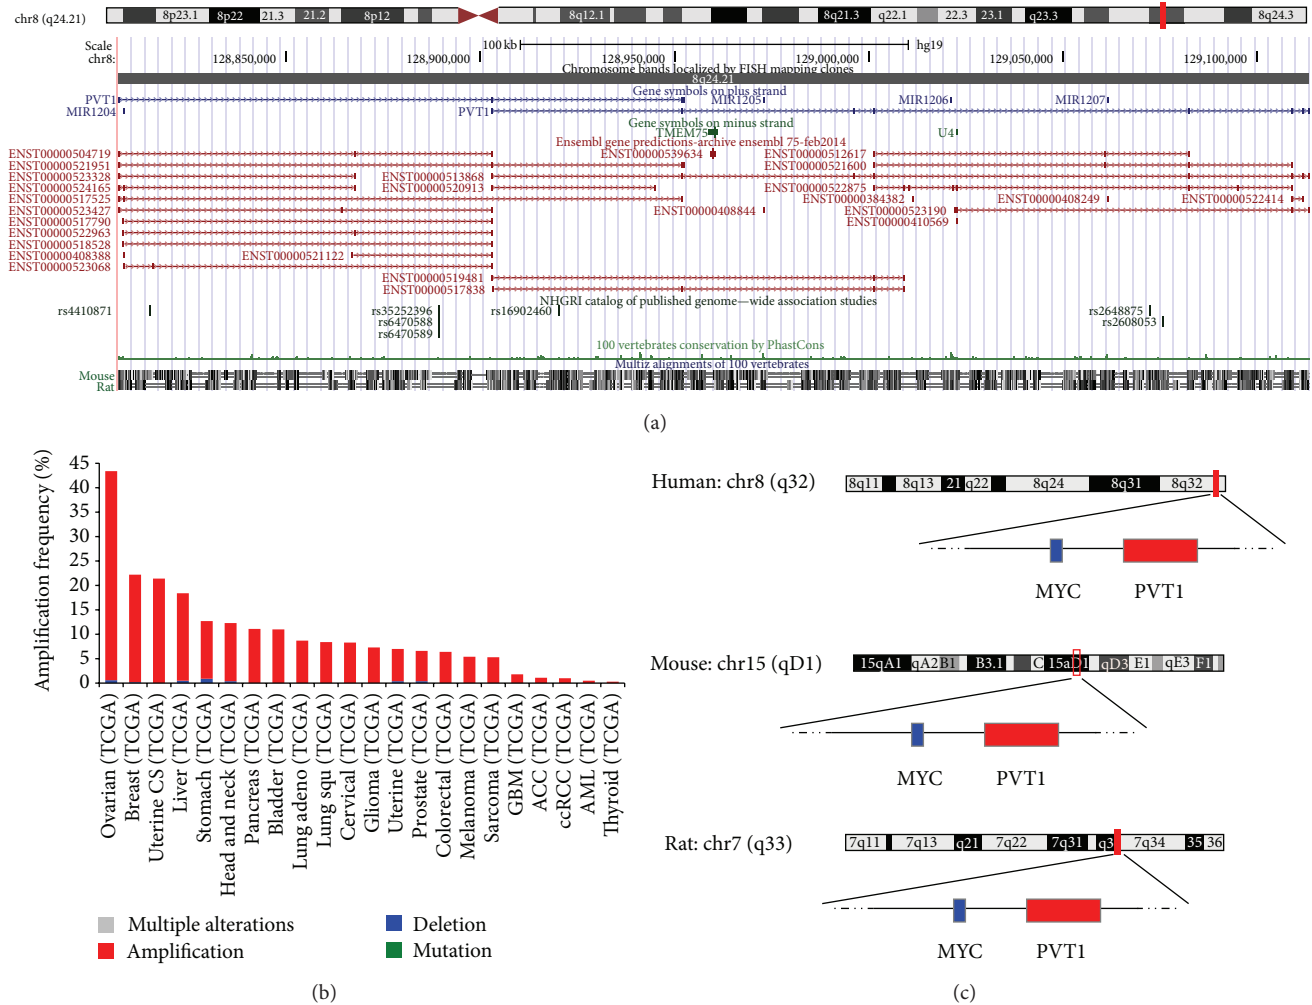 chr8 (q24.21) 8p23.1 8p22 21.3 21.2 8p12 8q12.1 8q21.3 q22.1 22.3 23.1 q23.3 8q24.3
Scale 100 kb hg19
chr8: 128,850,000 128,900,000 128,950,000 129,000,000 129,050,000 129,100,000
Chromosome bands localized by FISH mapping clones
8q24.21
Gene symbols on plus strand
PVT1 MIR1205 MIR1206 MIR1207
MIR1204 PVT1
Gene symbols on minus strand
TMEM75 U4
Ensembl gene predictions-archive ensembl 75-feb2014
ENST00000504719 ENST00000539634 ENST00000512617
ENST00000521951 ENST00000521600
ENST00000523328 ENST00000513868
ENST00000524165 ENST00000520913 ENST00000522875
ENST00000517525 ENST00000384382 ENST00000408249 ENST00000522414
ENST00000523427 ENST00000408844 ENST00000523190
ENST00000517790 ENST00000410569
ENST00000522963
ENST00000518528
ENST00000408388 ENST00000521122
ENST00000523068
ENST00000519481
ENST00000517838
NHGRI catalog of published genome—wide association studies
rs4410871 rs35252396 rs16902460 rs2648875
rs6470588 rs2608053
rs6470589
100 vertebrates conservation by PhastCons
Multiz alignments of 100 vertebrates
Mouse
Rat
(a)
Amplification frequency (%)
45
40
35
30
25
20
15
10
5
0
Ovarian (TCGA)
Breast (TCGA)
Uterine CS (TCGA)
Liver (TCGA)
Stomach (TCGA)
Head and neck (TCGA)
Pancreas (TCGA)
Bladder (TCGA)
Lung adeno (TCGA)
Lung squ (TCGA)
Cervical (TCGA)
Glioma (TCGA)
Uterine (TCGA)
Prostate (TCGA)
Colorectal (TCGA)
Melanoma (TCGA)
Sarcoma (TCGA)
GBM (TCGA)
ACC (TCGA)
ccRCC (TCGA)
AML (TCGA)
Thyroid (TCGA)
Multiple alterations Deletion
Amplification Mutation
(b)
Human: chr8 (q32) 8q11 8q13 21 q22 8q24 8q31 8q32
MYC PVT1
Mouse: chr15 (qD1) 15qA1 qA2 B1 B3.1 C 15aD1 qD3 E1 qE3 F1
MYC PVT1
Rat: chr7 (q33) 7q11 7q13 q21 7q22 7q31 q3 7q34 35 36
MYC PVT1
(c)